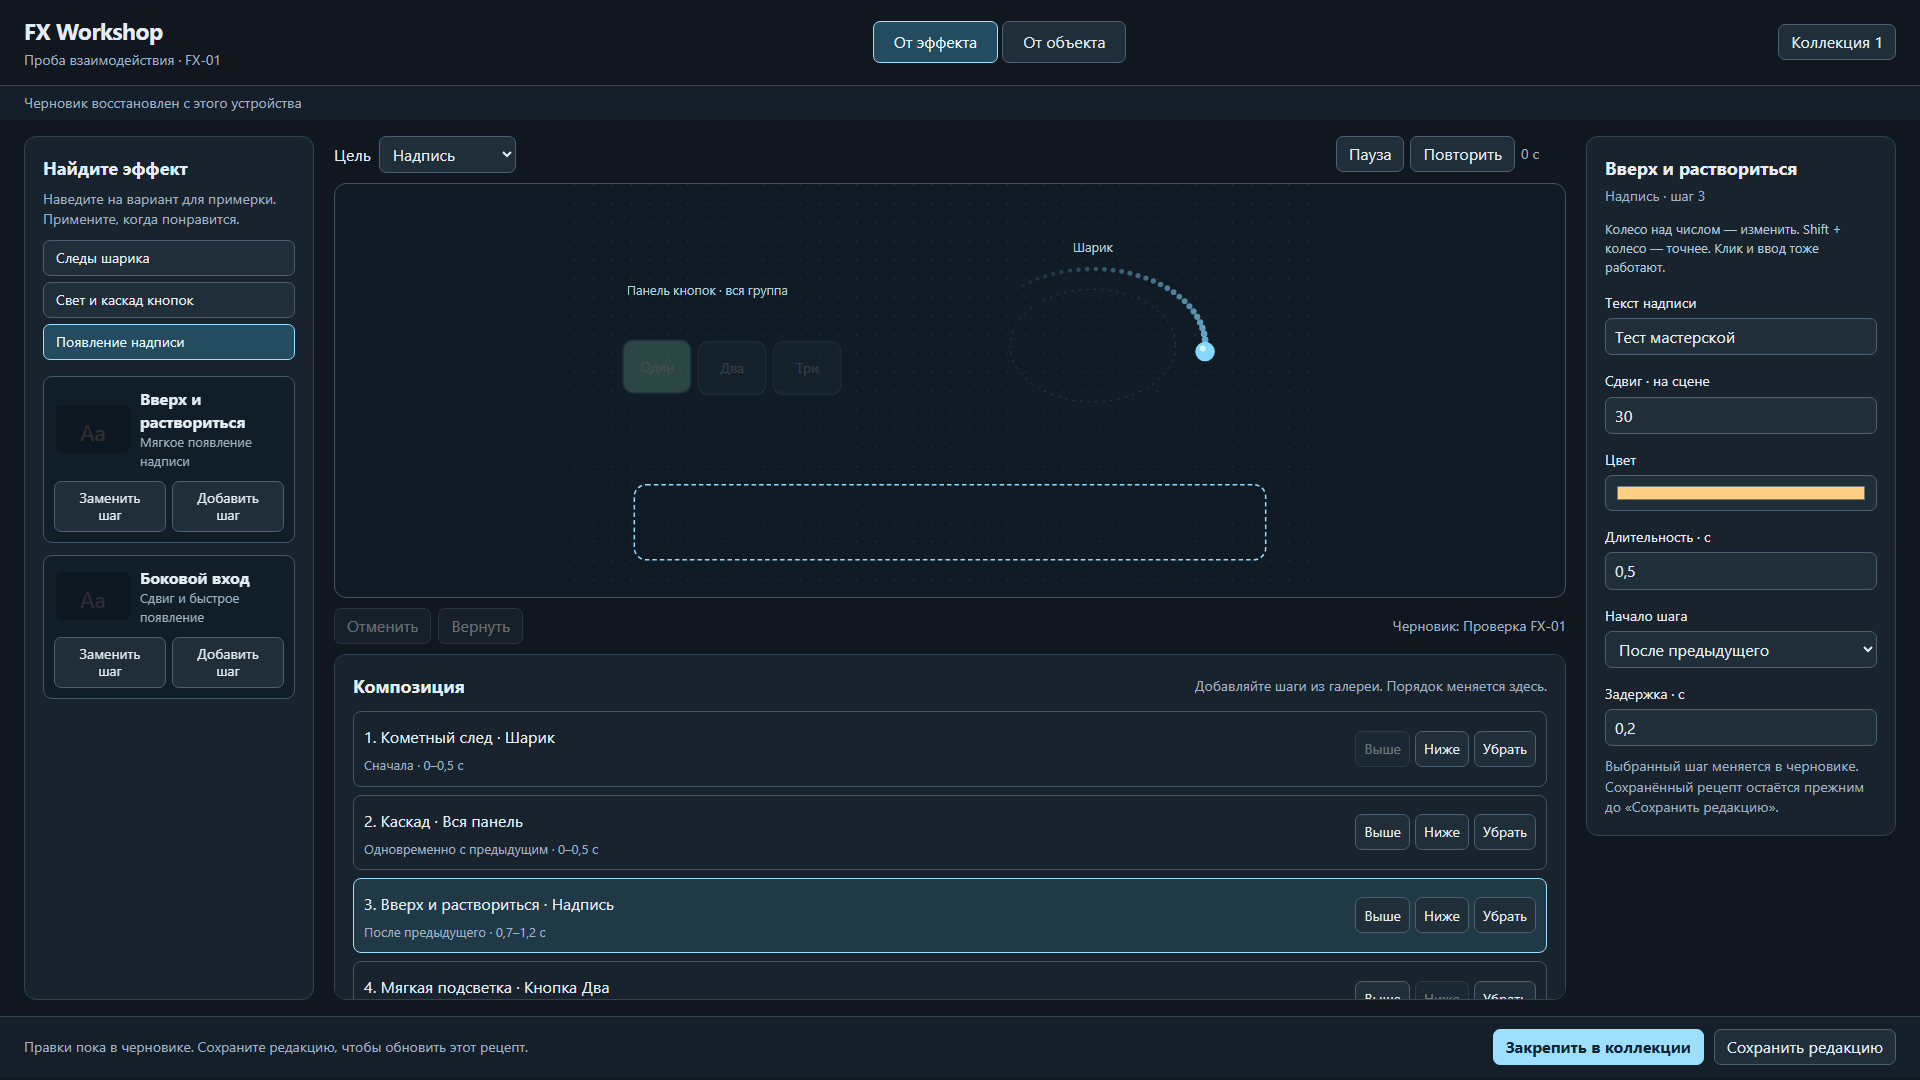 FX Workshop
Проба взаимодействия · FX-01
От эффекта
От объекта
Коллекция 1
Черновик восстановлен с этого устройства
Найдите эффект
Наведите на вариант для примерки.
Примените, когда понравится.
Следы шарика
Свет и каскад кнопок
Появление надписи
Aa
Вверх и
раствориться
Мягкое появление
надписи
Заменить
шаг
Добавить
шаг
Aa
Боковой вход
Сдвиг и быстрое
появление
Заменить
шаг
Добавить
шаг
Цель
Надпись
Пауза
Повторить
0 с
Шарик
Панель кнопок · вся группа
Один
Два
Три
Отменить
Вернуть
Черновик: Проверка FX-01
Композиция
Добавляйте шаги из галереи. Порядок меняется здесь.
1. Кометный след · Шарик
Сначала · 0–0,5 с
Выше
Ниже
Убрать
2. Каскад · Вся панель
Одновременно с предыдущим · 0–0,5 с
Выше
Ниже
Убрать
3. Вверх и раствориться · Надпись
После предыдущего · 0,7–1,2 с
Выше
Ниже
Убрать
4. Мягкая подсветка · Кнопка Два
Выше
Ниже
Убрать
Вверх и раствориться
Надпись · шаг 3
Колесо над числом — изменить. Shift +
колесо — точнее. Клик и ввод тоже
работают.
Текст надписи
Тест мастерской
Сдвиг · на сцене
30
Цвет
Длительность · с
0,5
Начало шага
После предыдущего
Задержка · с
0,2
Выбранный шаг меняется в черновике.
Сохранённый рецепт остаётся прежним
до «Сохранить редакцию».
Правки пока в черновике. Сохраните редакцию, чтобы обновить этот рецепт.
Закрепить в коллекции
Сохранить редакцию